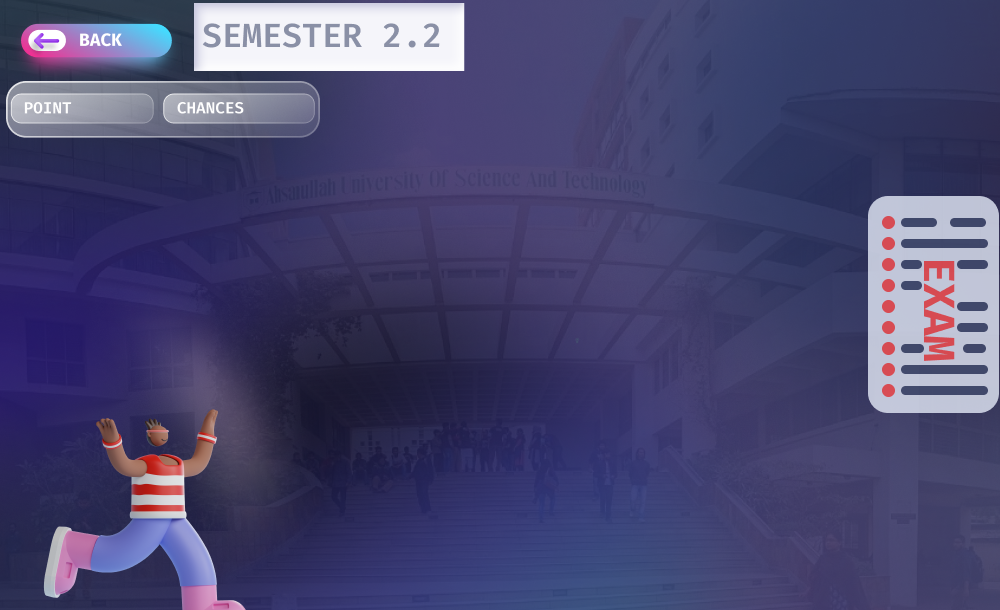 BACK
SEMESTER 2.2
POINT
CHANCES
Ahsanullah University Of Science And Technology
EXAM